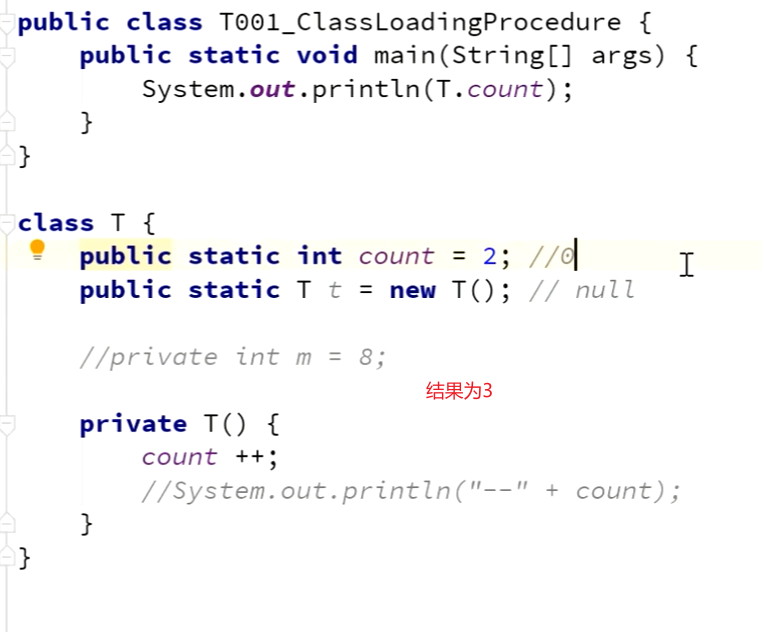 public class T001_ClassLoadingProcedure {
    public static void main(String[] args) {
        System.out.println(T.count);
    }
}
class T {
    public static int count = 2; //0
    public static T t = new T(); // null
    //private int m = 8;
结果为3
    private T() {
        count ++;
        //System.out.println("--" + count);
    }
}